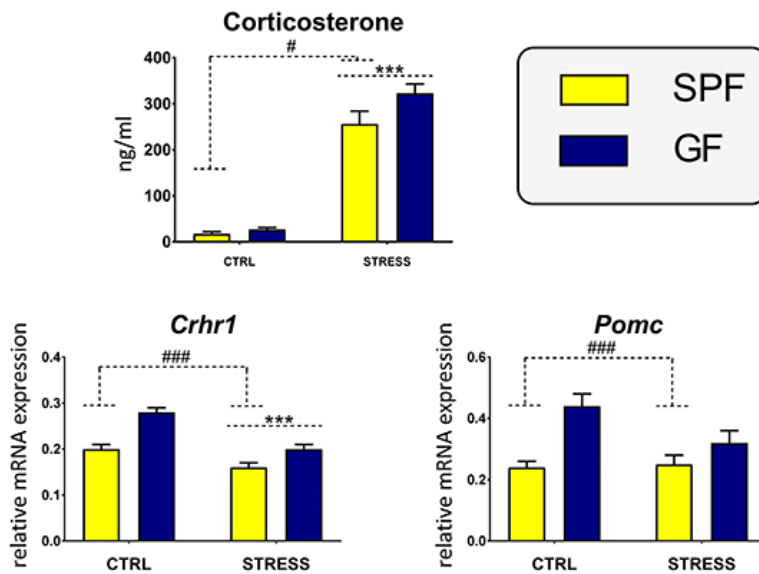 Corticosterone
ng/ml
400
300
200
100
0
#
***
CTRL
STRESS
SPF
GF
Crhr1
relative mRNA expression
0.4
0.3
0.2
0.1
0.0
###
***
CTRL
STRESS
Pomc
relative mRNA expression
0.6
0.4
0.2
0.0
###
CTRL
STRESS